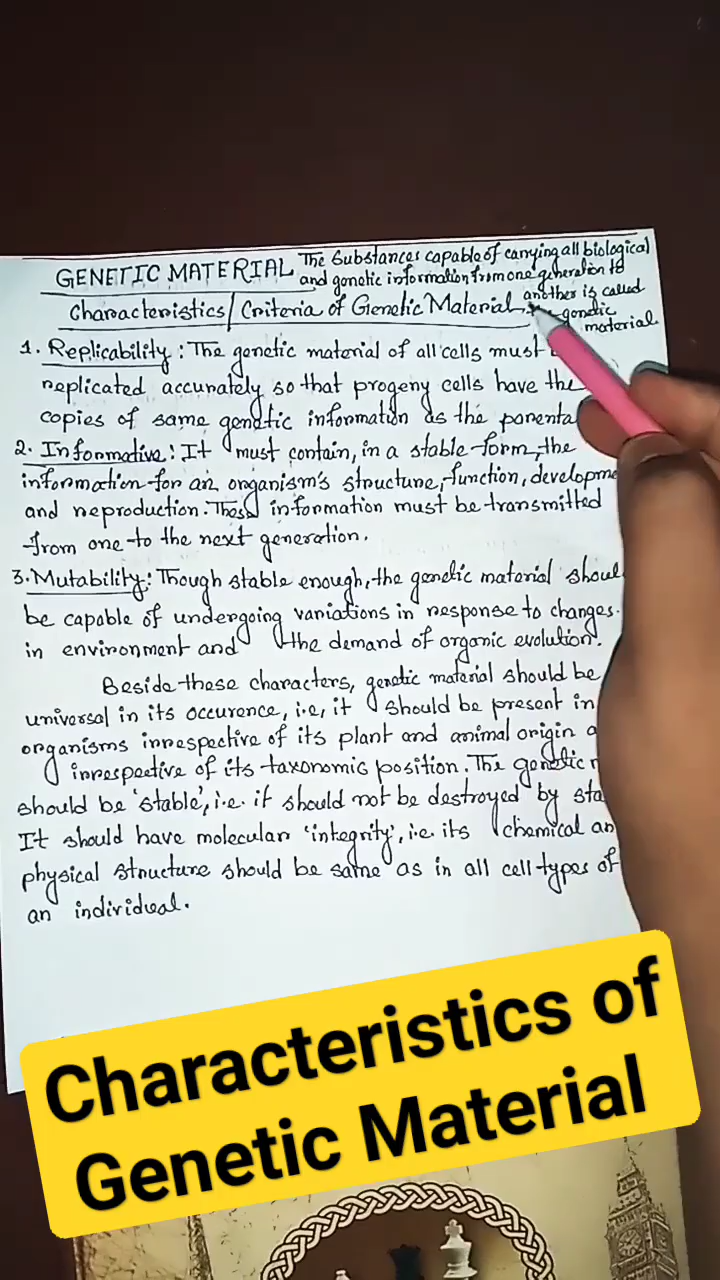 GENETIC MATERIAL The Substances capable of carrying all biological
and genetic information from one generation to
another is called
genetic
material.
Characteristics/Criteria of Genetic Material
1. Replicability: The genetic material of all cells must
replicated accurately so that progeny cells have the
copies of same genetic information as the parenta
2. Informative: It must contain, in a stable form, the
information for an organism's structure, function, developme
and reproduction. These information must be transmitted
from one to the next generation.
3. Mutability: Though stable enough, the genetic material shoul
be capable of undergoing variations in response to changes.
in environment and the demand of organic evolution.
Beside these characters, genetic material should be
universal in its occurence, i.e, it should be present in
organisms irrespective of its plant and animal origin a
irrespective of its taxonomic position. The genetic
should be 'stable', i.e. it should not be destroyed by sta
It should have molecular 'integrity', i.e. its chemical an
physical structure should be same as in all cell types of
an individual.
Characteristics of
Genetic Material